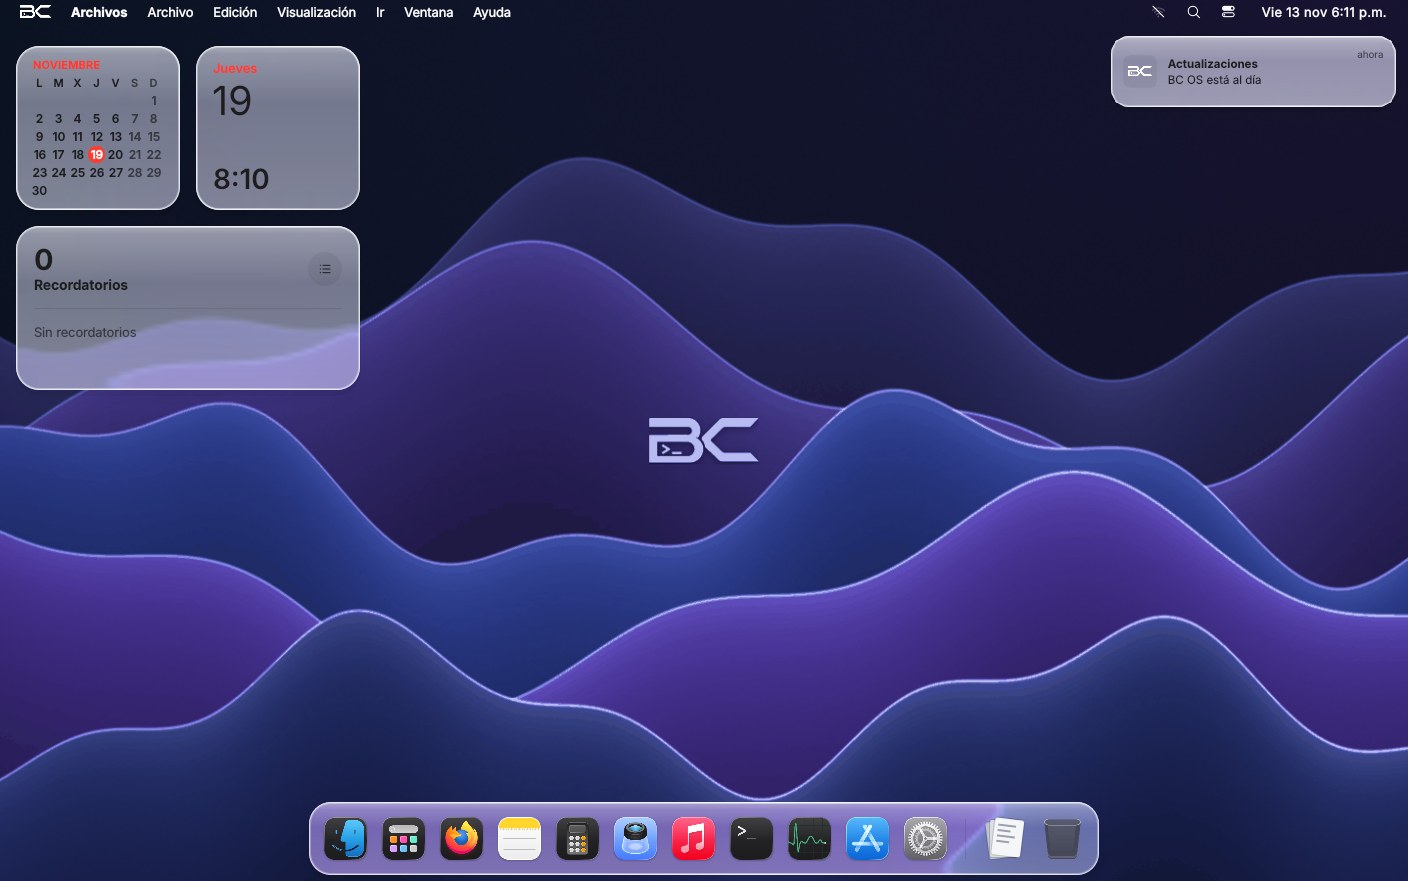 BC Archivos Archivo Edición Visualización Ir Ventana Ayuda Vie 13 nov 6:11 p.m.
NOVIEMBRE
L M X J V S D
1
2 3 4 5 6 7 8
9 10 11 12 13 14 15
16 17 18 19 20 21 22
23 24 25 26 27 28 29
30
Jueves
19
8:10
BC
Actualizaciones
ahora
BC OS está al día
0
Recordatorios
Sin recordatorios
BC
>_
>_